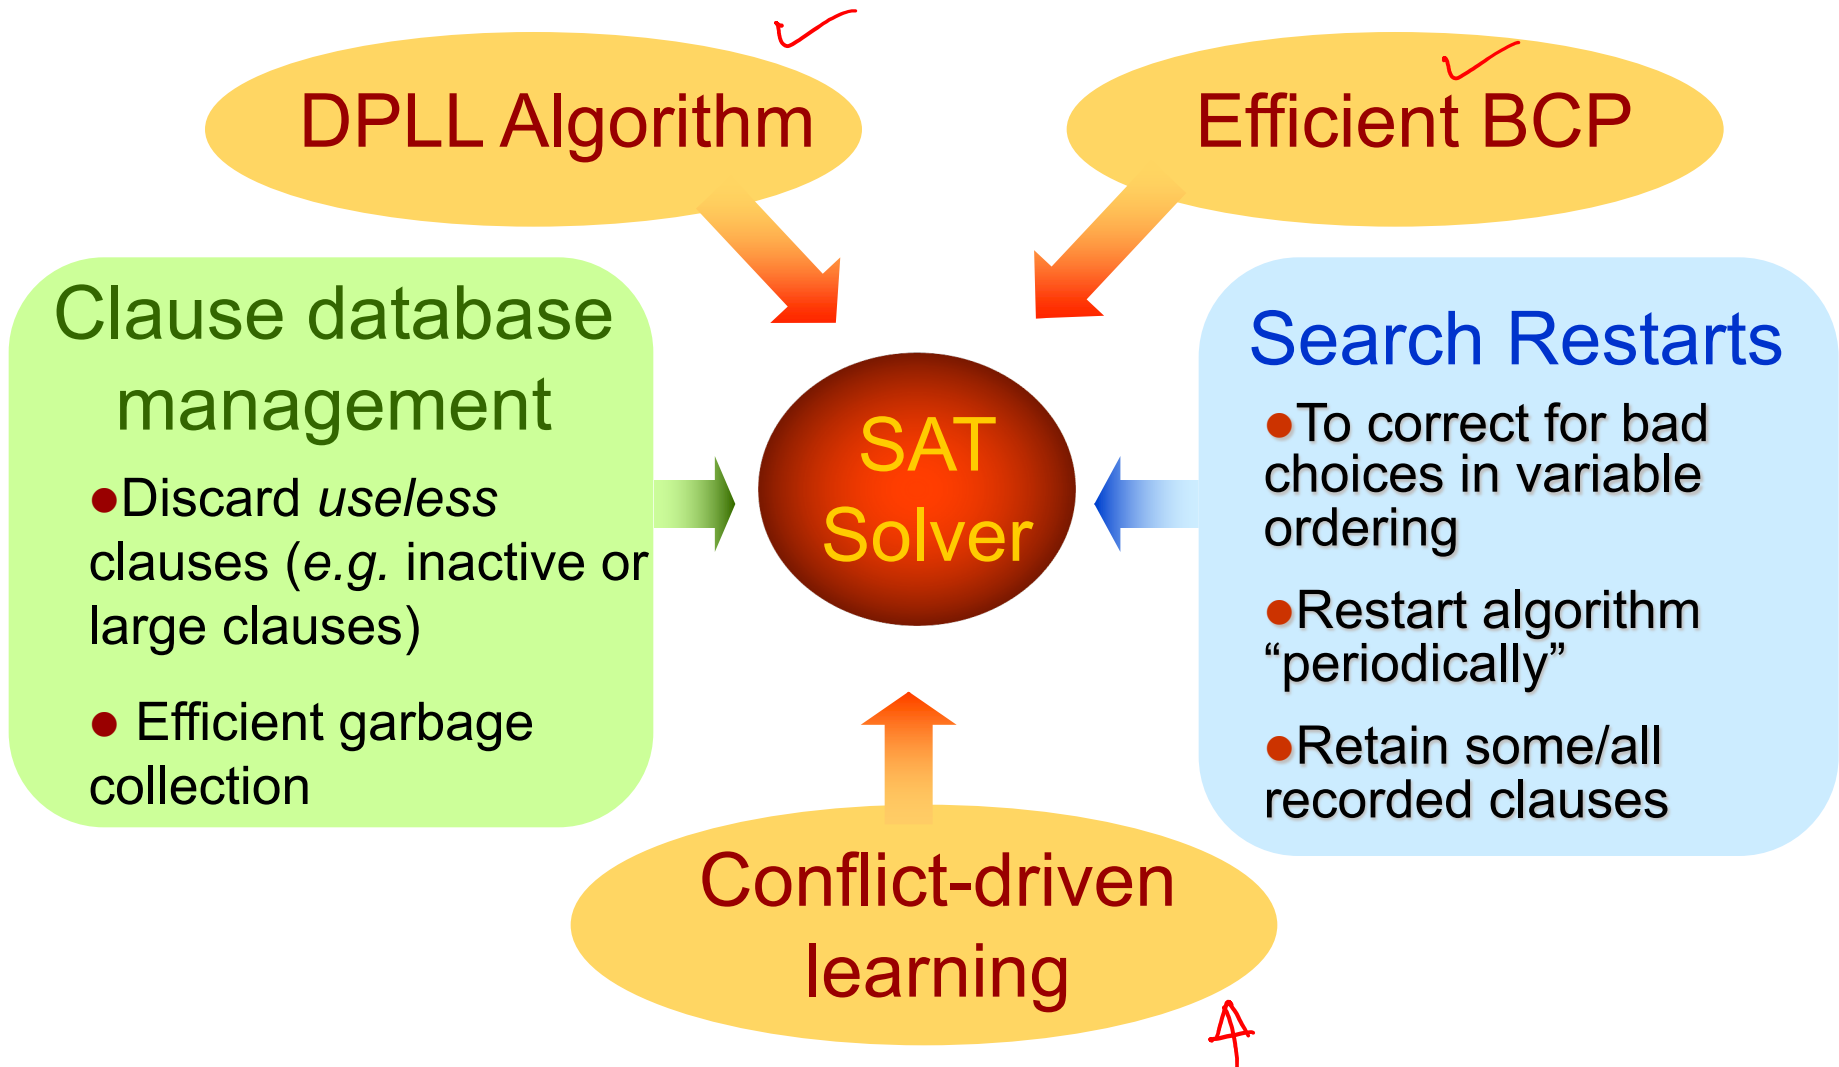 DPLL Algorithm
Efficient BCP
Clause database
management
●Discard useless
clauses (e.g. inactive or
large clauses)
● Efficient garbage
collection
SAT
Solver
Search Restarts
●To correct for bad
choices in variable
ordering
●Restart algorithm
“periodically”
●Retain some/all
recorded clauses
Conflict-driven
learning